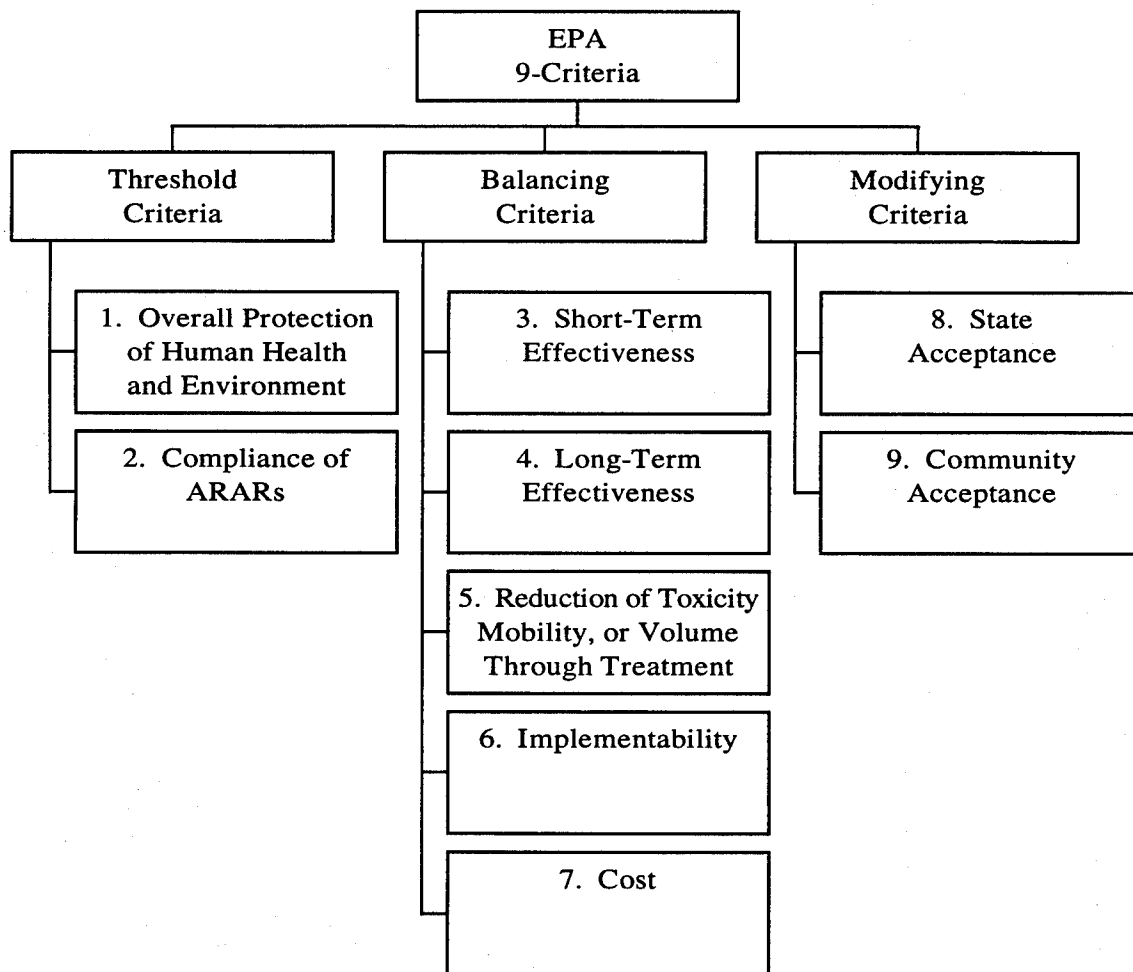 EPA
9-Criteria
Threshold
Criteria
Balancing
Criteria
Modifying
Criteria
1. Overall Protection
of Human Health
and Environment
2. Compliance of
ARARs
3. Short-Term
Effectiveness
4. Long-Term
Effectiveness
5. Reduction of Toxicity
Mobility, or Volume
Through Treatment
6. Implementability
7. Cost
8. State
Acceptance
9. Community
Acceptance